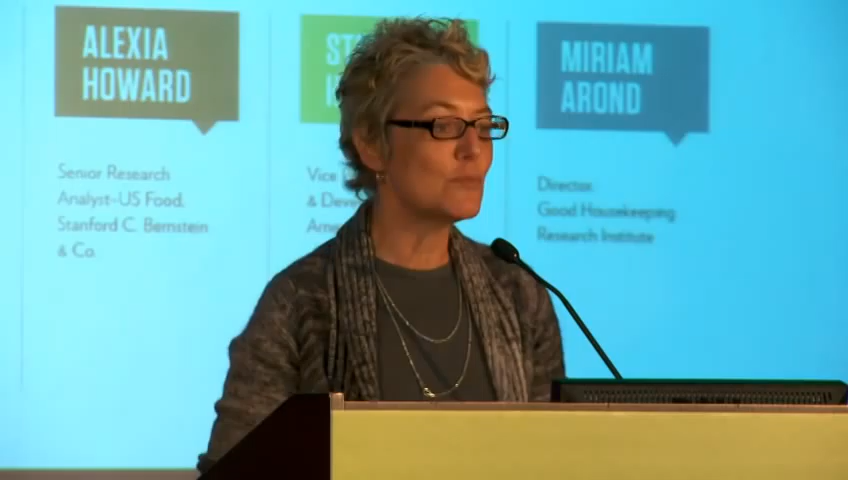 ALEXIA
HOWARD
Senior Research
Analyst-US Food,
Stanford C. Bernstein
& Co.
Vice
& Deve
MIRIAM
AROND
Director,
Good Housekeeping
Research Institute